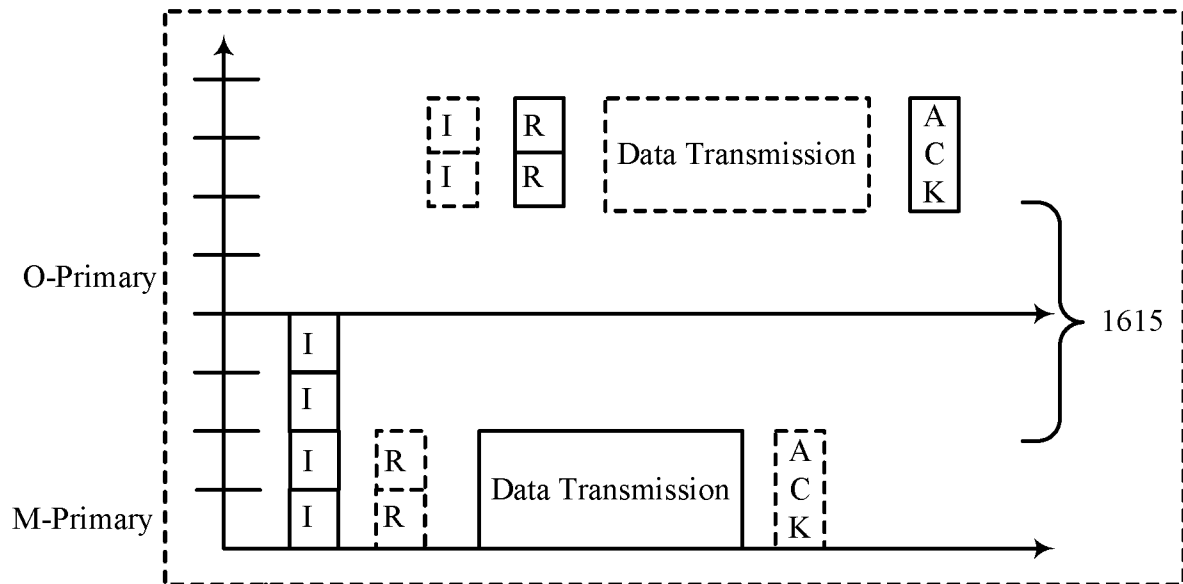 I
R
I
R
Data Transmission
A
C
K
O-Primary
1615
I
I
I
I
R
R
Data Transmission
A
C
K
M-Primary